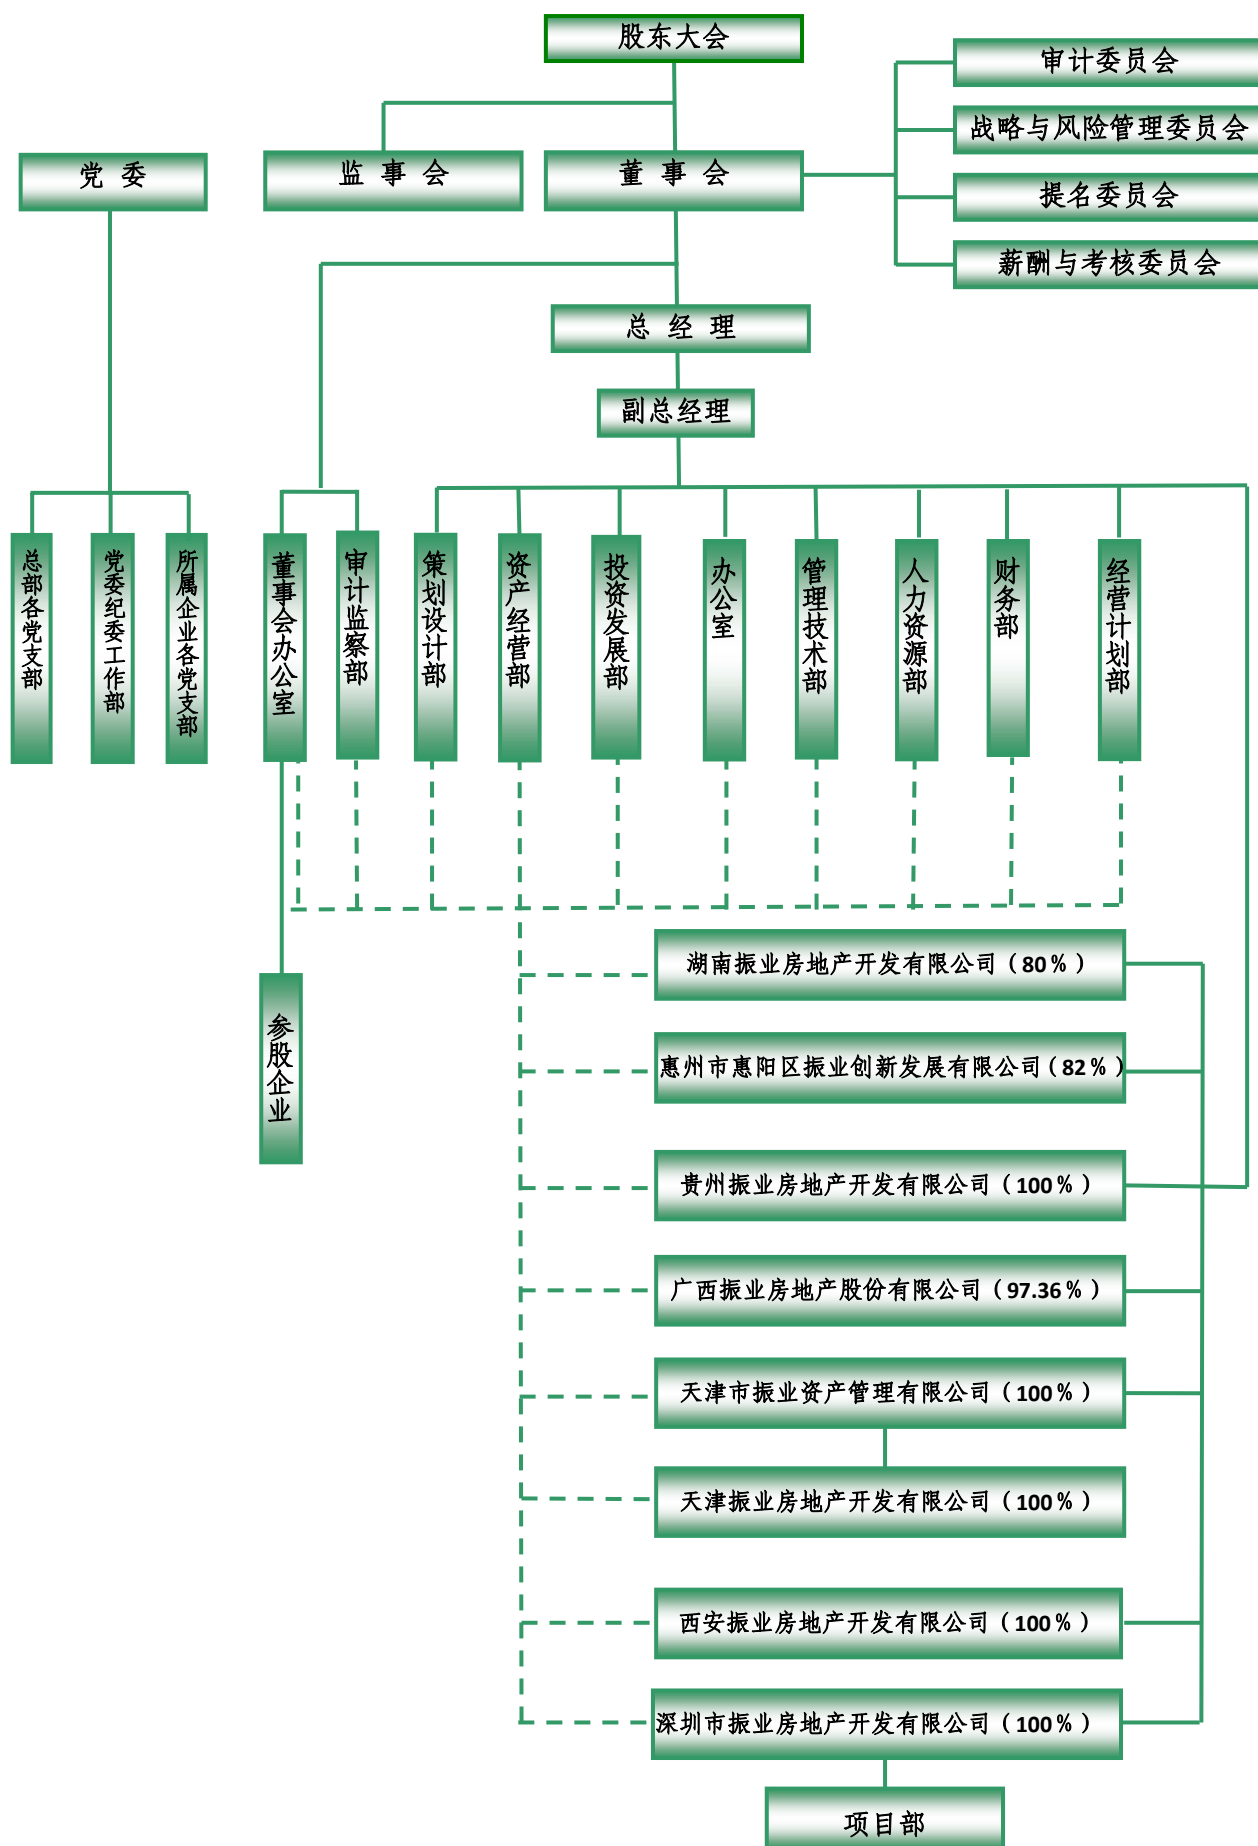 股东大会
审计委员会
战略与风险管理委员会
党 委
监 事 会
董 事 会
提名委员会
薪酬与考核委员会
总 经 理
副总经理
总部各党支部
党委纪委工作部
所属企业各党支部
董事会办公室
审计监察部
策划设计部
资产经营部
投资发展部
办公室
管理技术部
人力资源部
财务部
经营计划部
湖南振业房地产开发有限公司（80%）
参股企业
惠州市惠阳区振业创新发展有限公司（82%）
贵州振业房地产开发有限公司（100%）
广西振业房地产股份有限公司（97.36%）
天津市振业资产管理有限公司（100%）
天津振业房地产开发有限公司（100%）
西安振业房地产开发有限公司（100%）
深圳市振业房地产开发有限公司（100%）
项目部